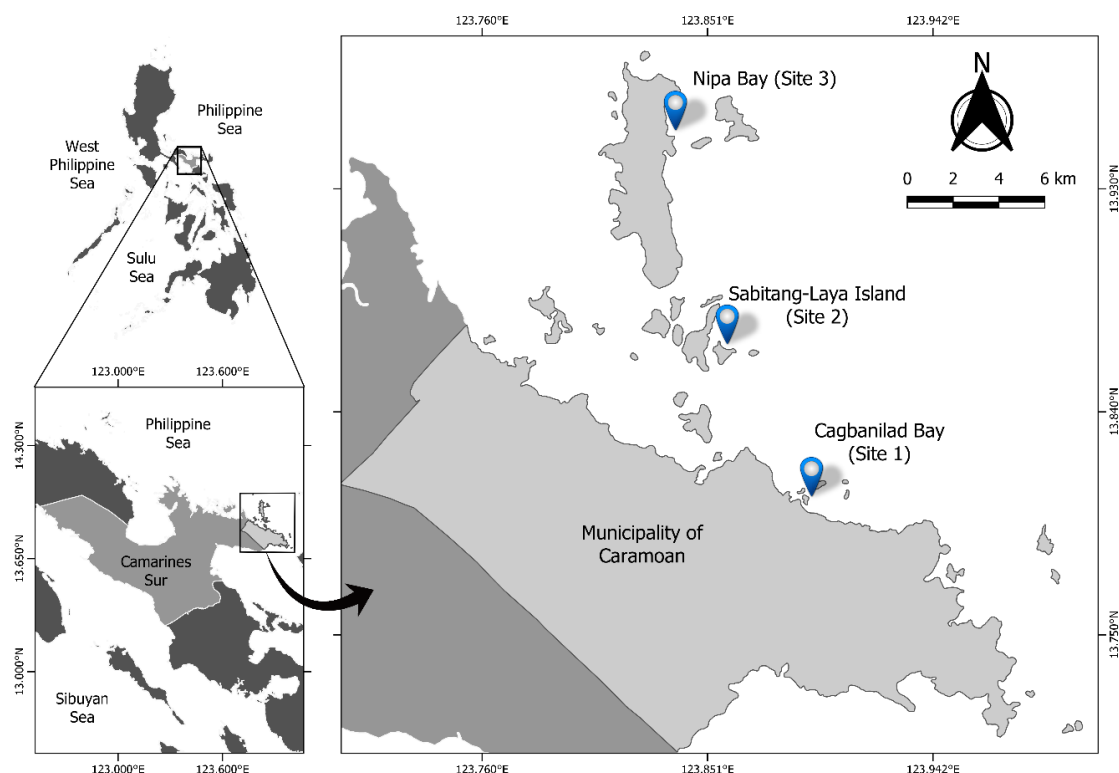 Philippine
Sea
West
Philippine
Sea
Sulu
Sea
123.000°E
123.600°E
14.300°N
13.650°N
13.000°N
Philippine
Sea
Camarines
Sur
Sibuyan
Sea
123.000°E
123.600°E
123.760°E
123.851°E
123.942°E
Nipa Bay (Site 3)
N
0 2 4 6 km
13.930°N
Sabitang-Laya Island
(Site 2)
13.840°N
Cagbanilad Bay
(Site 1)
Municipality of
Caramoan
13.750°N
123.760°E
123.851°E
123.942°E